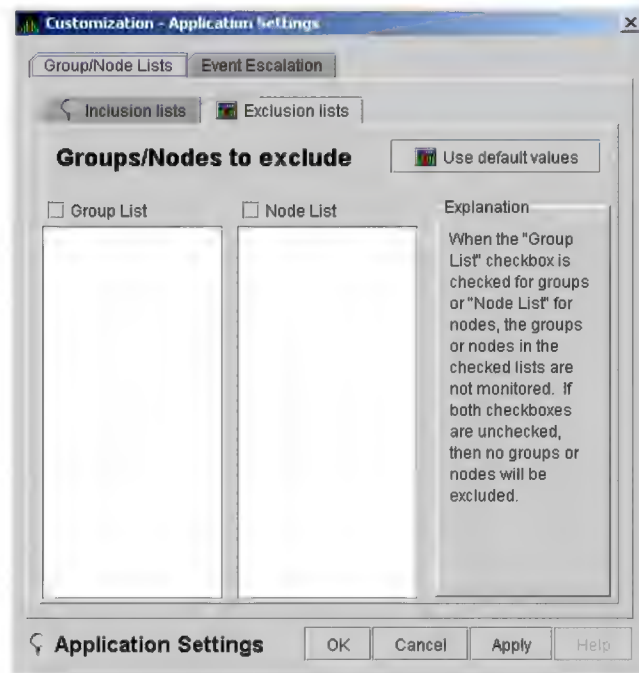 Customization - Application Settings
Group/Node Lists
Event Escalation
Inclusion lists
Exclusion lists
Groups/Nodes to exclude
Use default values
Group List
Node List
Explanation
When the "Group
List" checkbox is
checked for groups
or "Node List" for
nodes, the groups
or nodes in the
checked lists are
not monitored. If
both checkboxes
are unchecked,
then no groups or
nodes will be
excluded.
Application Settings
OK
Cancel
Apply
Help